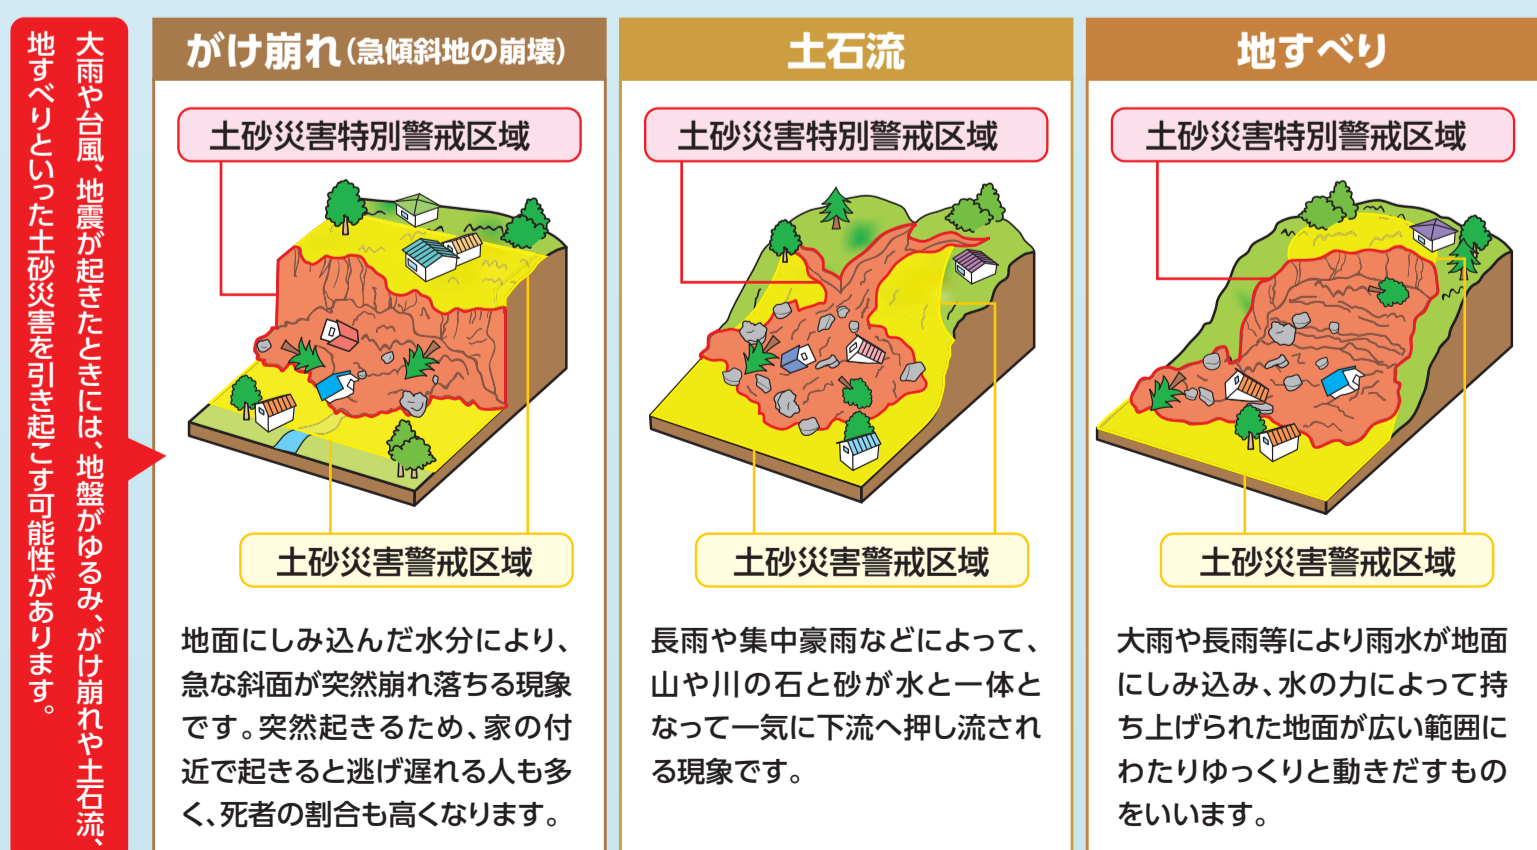 大雨や台風、地震が起きたときには、地盤がゆるみ、がけ崩れや土石流、
地すべりといった土砂災害を引き起こす可能性があります。
がけ崩れ(急傾斜地の崩壊)
土砂災害特別警戒区域
土砂災害警戒区域
地面にしみ込んだ水分により、
急な斜面が突然崩れ落ちる現象
です。突然起きるため、家の付
近で起きると逃げ遅れる人も多
く、死者の割合も高くなります。
土石流
土砂災害特別警戒区域
土砂災害警戒区域
長雨や集中豪雨などによって、
山や川の石と砂が水と一体と
なって一気に下流へ押し流され
る現象です。
地すべり
土砂災害特別警戒区域
土砂災害警戒区域
大雨や長雨等により雨水が地面
にしみ込み、水の力によって持
ち上げられた地面が広い範囲に
わたりゆっくりと動きだすもの
をいいます。